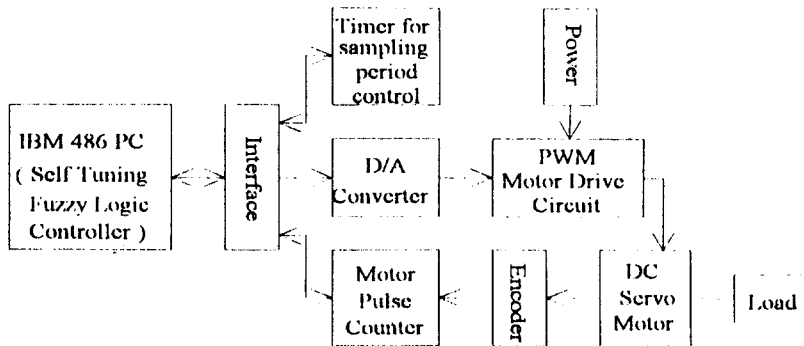 Timer for
sampling
period
control
Power
IBM 486 PC
( Self Tuning
Fuzzy Logic
Controller )
Interface
D/A
Converter
PWM
Motor Drive
Circuit
Motor
Pulse
Counter
Encoder
DC
Servo
Motor
Load